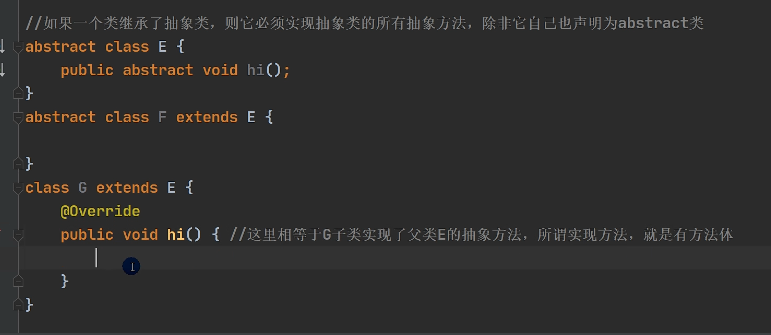 //如果一个类继承了抽象类，则它必须实现抽象类的所有抽象方法，除非它自己也声明为abstract类
abstract class E {
    public abstract void hi();
}
abstract class F extends E {

}
class G extends E {
    @Override
    public void hi() { //这里相等于G子类实现了父类E的抽象方法，所谓实现方法，就是有方法体

    }
}